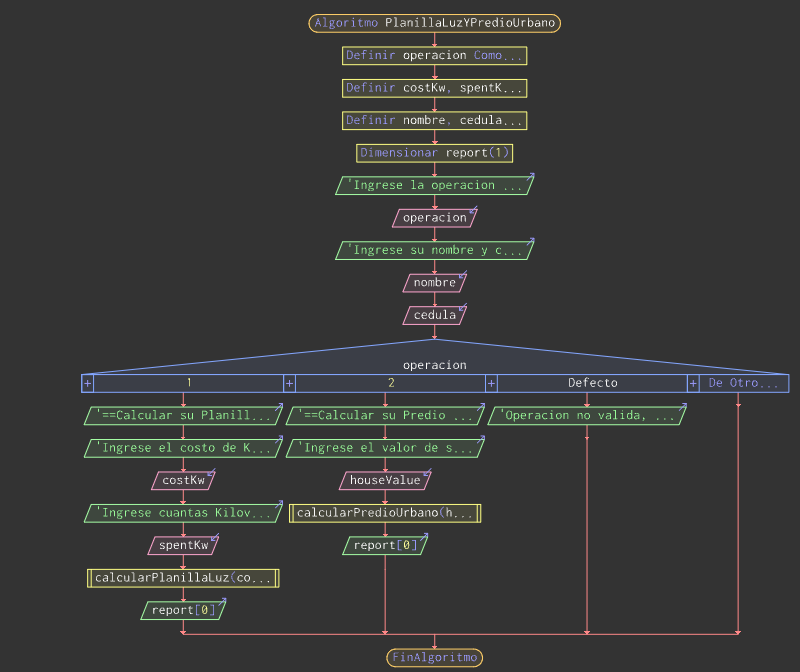 Algoritmo PlanillaLuzYPredioUrbano
Definir operacion Como...
Definir costKw, spentK...
Definir nombre, cedula...
Dimensionar report(1)
'Ingrese la operacion ...
operacion
'Ingrese su nombre y c...
nombre
cedula
operacion
+ 1 + 2 + Defecto + De Otro...
'==Calcular su Planill... '==Calcular su Predio ... 'Operacion no valida, ...
'Ingrese el costo de K... 'Ingrese el valor de s...
costKw houseValue
'Ingrese cuantas Kilov... calcularPredioUrbano(h...
spentKw report[0]
calcularPlanillaLuz(co...
report[0]
FinAlgoritmo